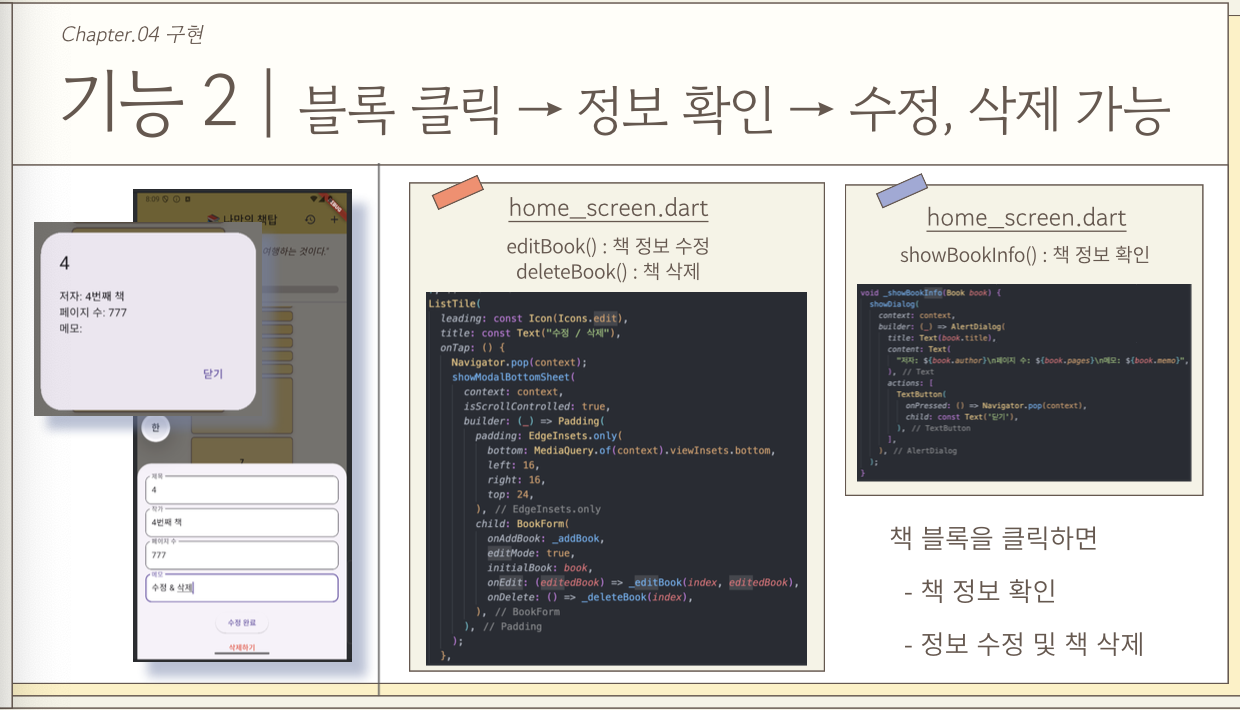 Chapter.04 구현
기능 2 | 블록 클릭 → 정보 확인 → 수정, 삭제 가능
8:09
나만의 책탑
여행하는 것이다."
4
저자: 4번째 책
페이지 수: 777
메모:
닫기
한
7
제목
4
작가
4번째 책
페이지 수
777
메모
수정 & 삭제
수정 완료
삭제하기
home_screen.dart
editBook() : 책 정보 수정
deleteBook() : 책 삭제
ListTile(
leading: const Icon(Icons.edit),
title: const Text("수정 / 삭제"),
onTap: () {
Navigator.pop(context);
showModalBottomSheet(
context: context,
isScrollControlled: true,
builder: (_) => Padding(
padding: EdgeInsets.only(
bottom: MediaQuery.of(context).viewInsets.bottom,
left: 16,
right: 16,
top: 24,
), // EdgeInsets.only
child: BookForm(
onAddBook: _addBook,
editMode: true,
initialBook: book,
onEdit: (editedBook) => _editBook(index, editedBook),
onDelete: () => _deleteBook(index),
), // BookForm
), // Padding
);
},
home_screen.dart
showBookInfo() : 책 정보 확인
void _showBookInfo(Book book) {
showDialog(
context: context,
builder: (_) => AlertDialog(
title: Text(book.title),
content: Text(
"저자: ${book.author}\n페이지 수: ${book.pages}\n메모: ${book.memo}",
), // Text
actions: [
TextButton(
onPressed: () => Navigator.pop(context),
child: const Text("닫기"),
), // TextButton
],
), // AlertDialog
);
}
책 블록을 클릭하면
- 책 정보 확인
- 정보 수정 및 책 삭제